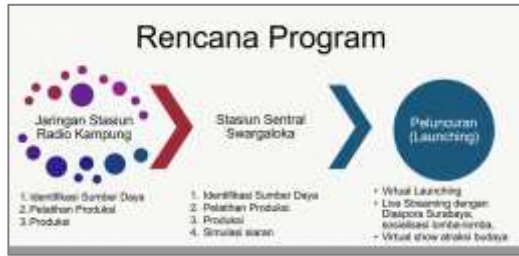 Rencana Program
Jaringan Stasiun
Radio Kampung
1. Identifikasi Sumber Daya
2. Pelatihan Produksi
3. Produksi
Stasiun Sentral
Swargaloka
1. Identifikasi Sumber Daya
2. Pelatihan Produksi
3. Produksi
4. Simulasi siaran
Peluncuran
(Launching)
• Virtual Launching
• Live Streaming dengan
Diaspora Surabaya,
sosialisasi lomba-lomba,
• Virtual show atraksi budaya